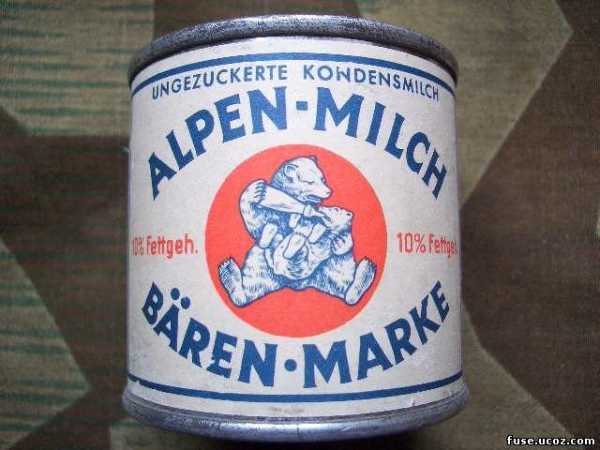 UNGEZUCKERTE KONDENSMILCH
ALPEN-MILCH
10% Fettgeh.
10% Fettgeh.
BÄREN-MARKE
fuse.ucoz.com